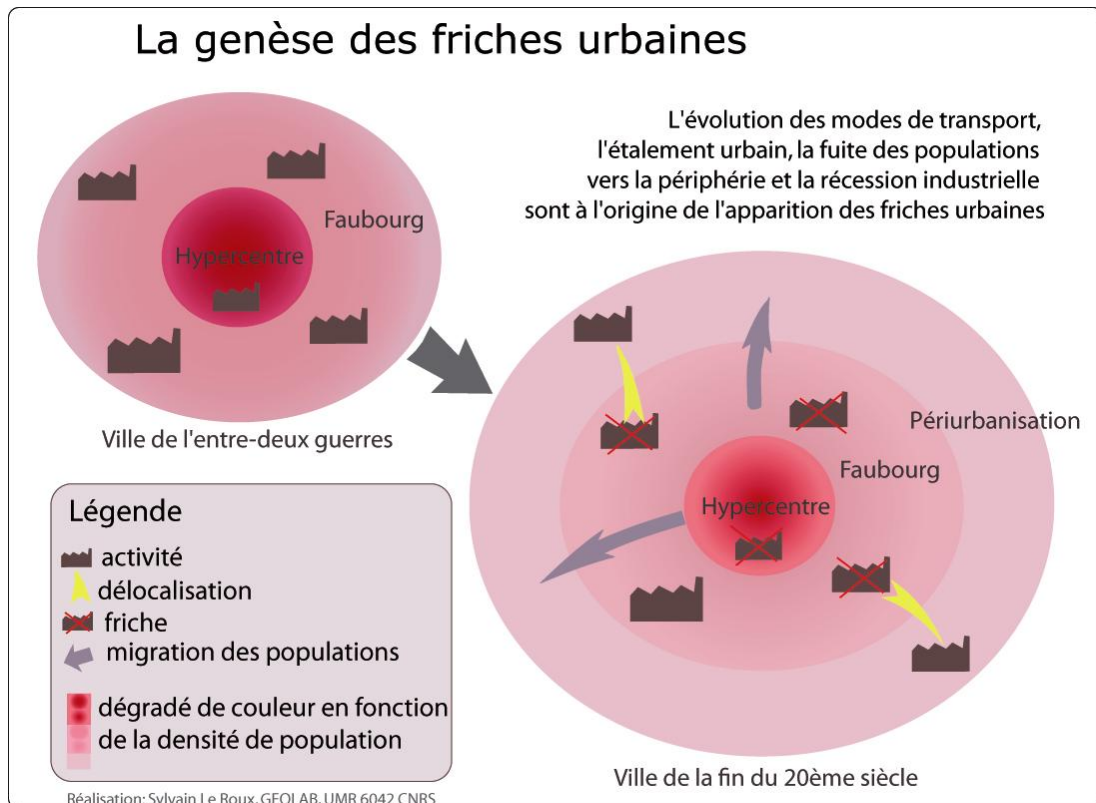 La genèse des friches urbaines
L'évolution des modes de transport,
l'étalement urbain, la fuite des populations
vers la périphérie et la récession industrielle
sont à l'origine de l'apparition des friches urbaines
Faubourg
Hypercentre
Ville de l'entre-deux guerres
Périurbanisation
Faubourg
Hypercentre
Ville de la fin du 20ème siècle
Légende
activité
délocalisation
friche
migration des populations
dégradé de couleur en fonction
de la densité de population
Réalisation: Sylvain Le Roux, GEOLAB, UMR 6042 CNRS